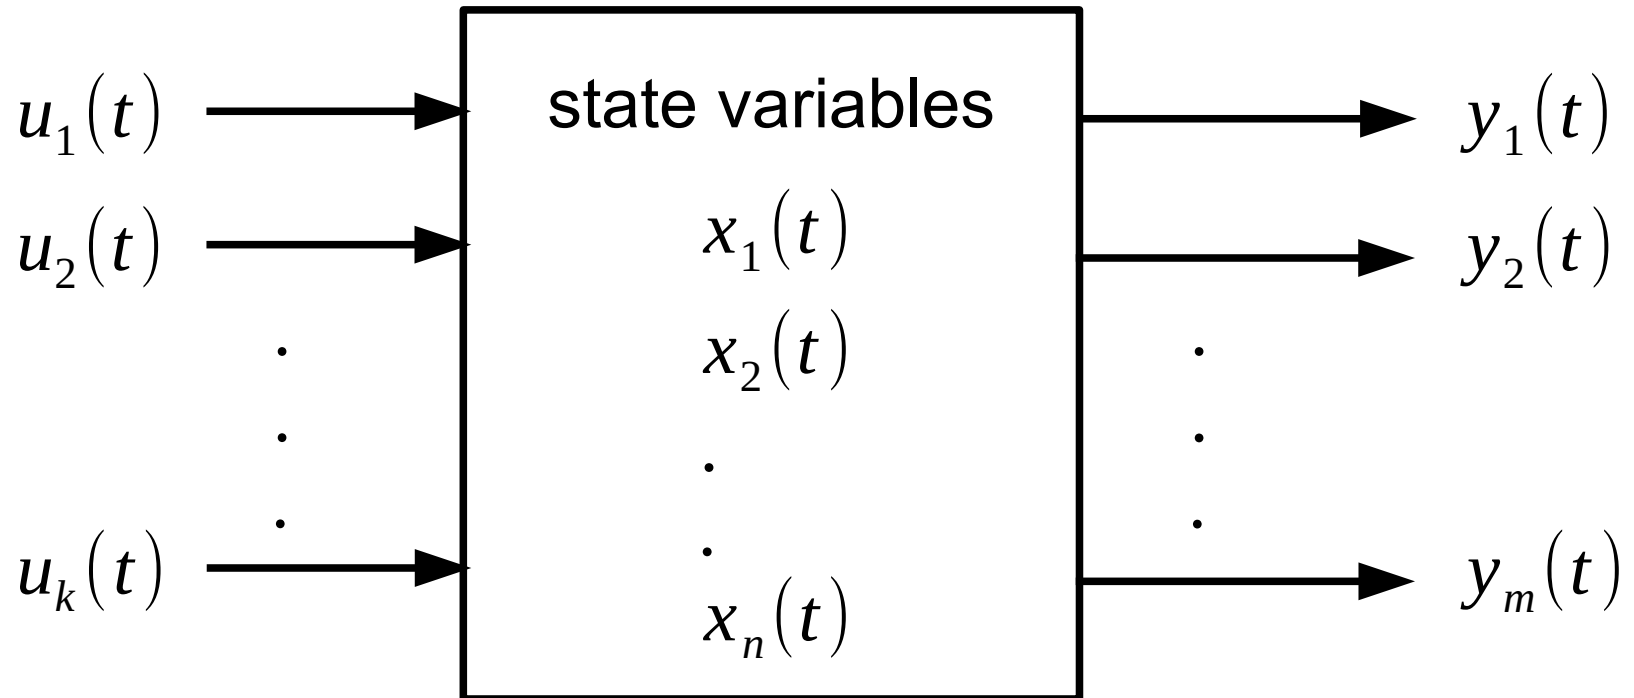 u₁(t) state variables y₁(t)
u₂(t) x₁(t) y₂(t)
. x₂(t) .
. . .
. . .
uₖ(t) xₙ(t) yₘ(t)